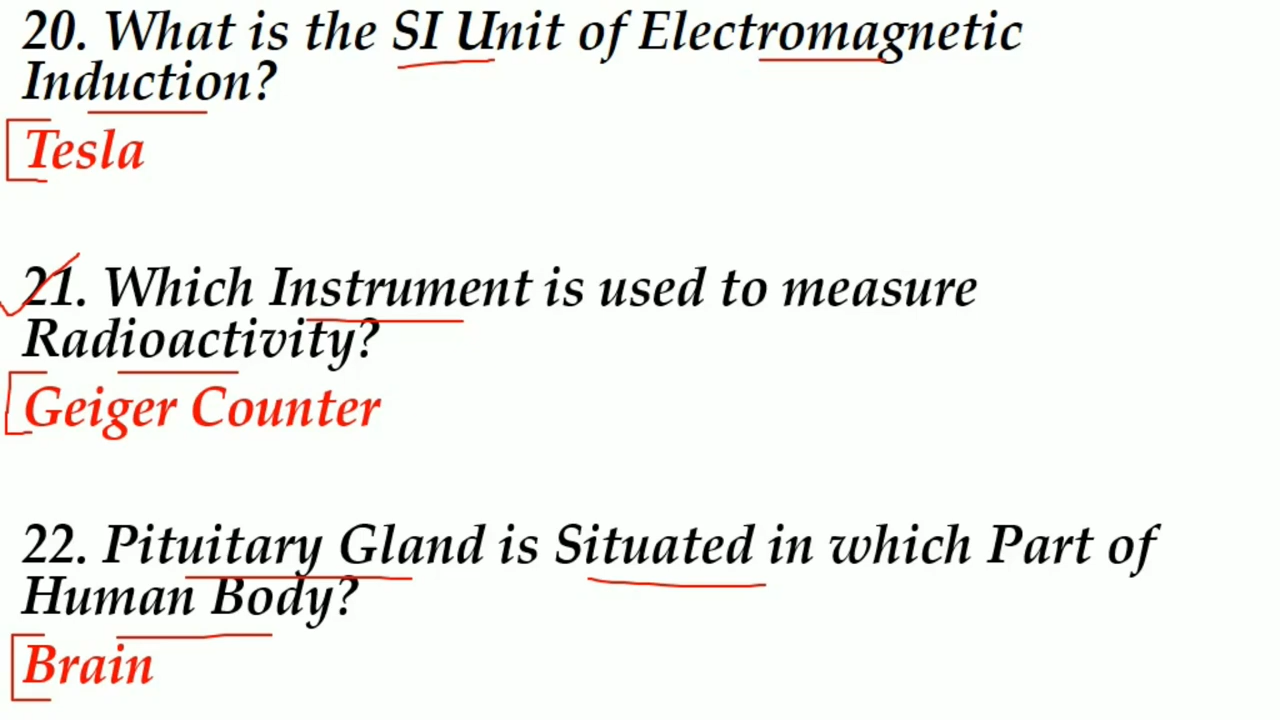 20. What is the SI Unit of Electromagnetic
Induction?
Tesla
21. Which Instrument is used to measure
Radioactivity?
Geiger Counter
22. Pituitary Gland is Situated in which Part of
Human Body?
Brain